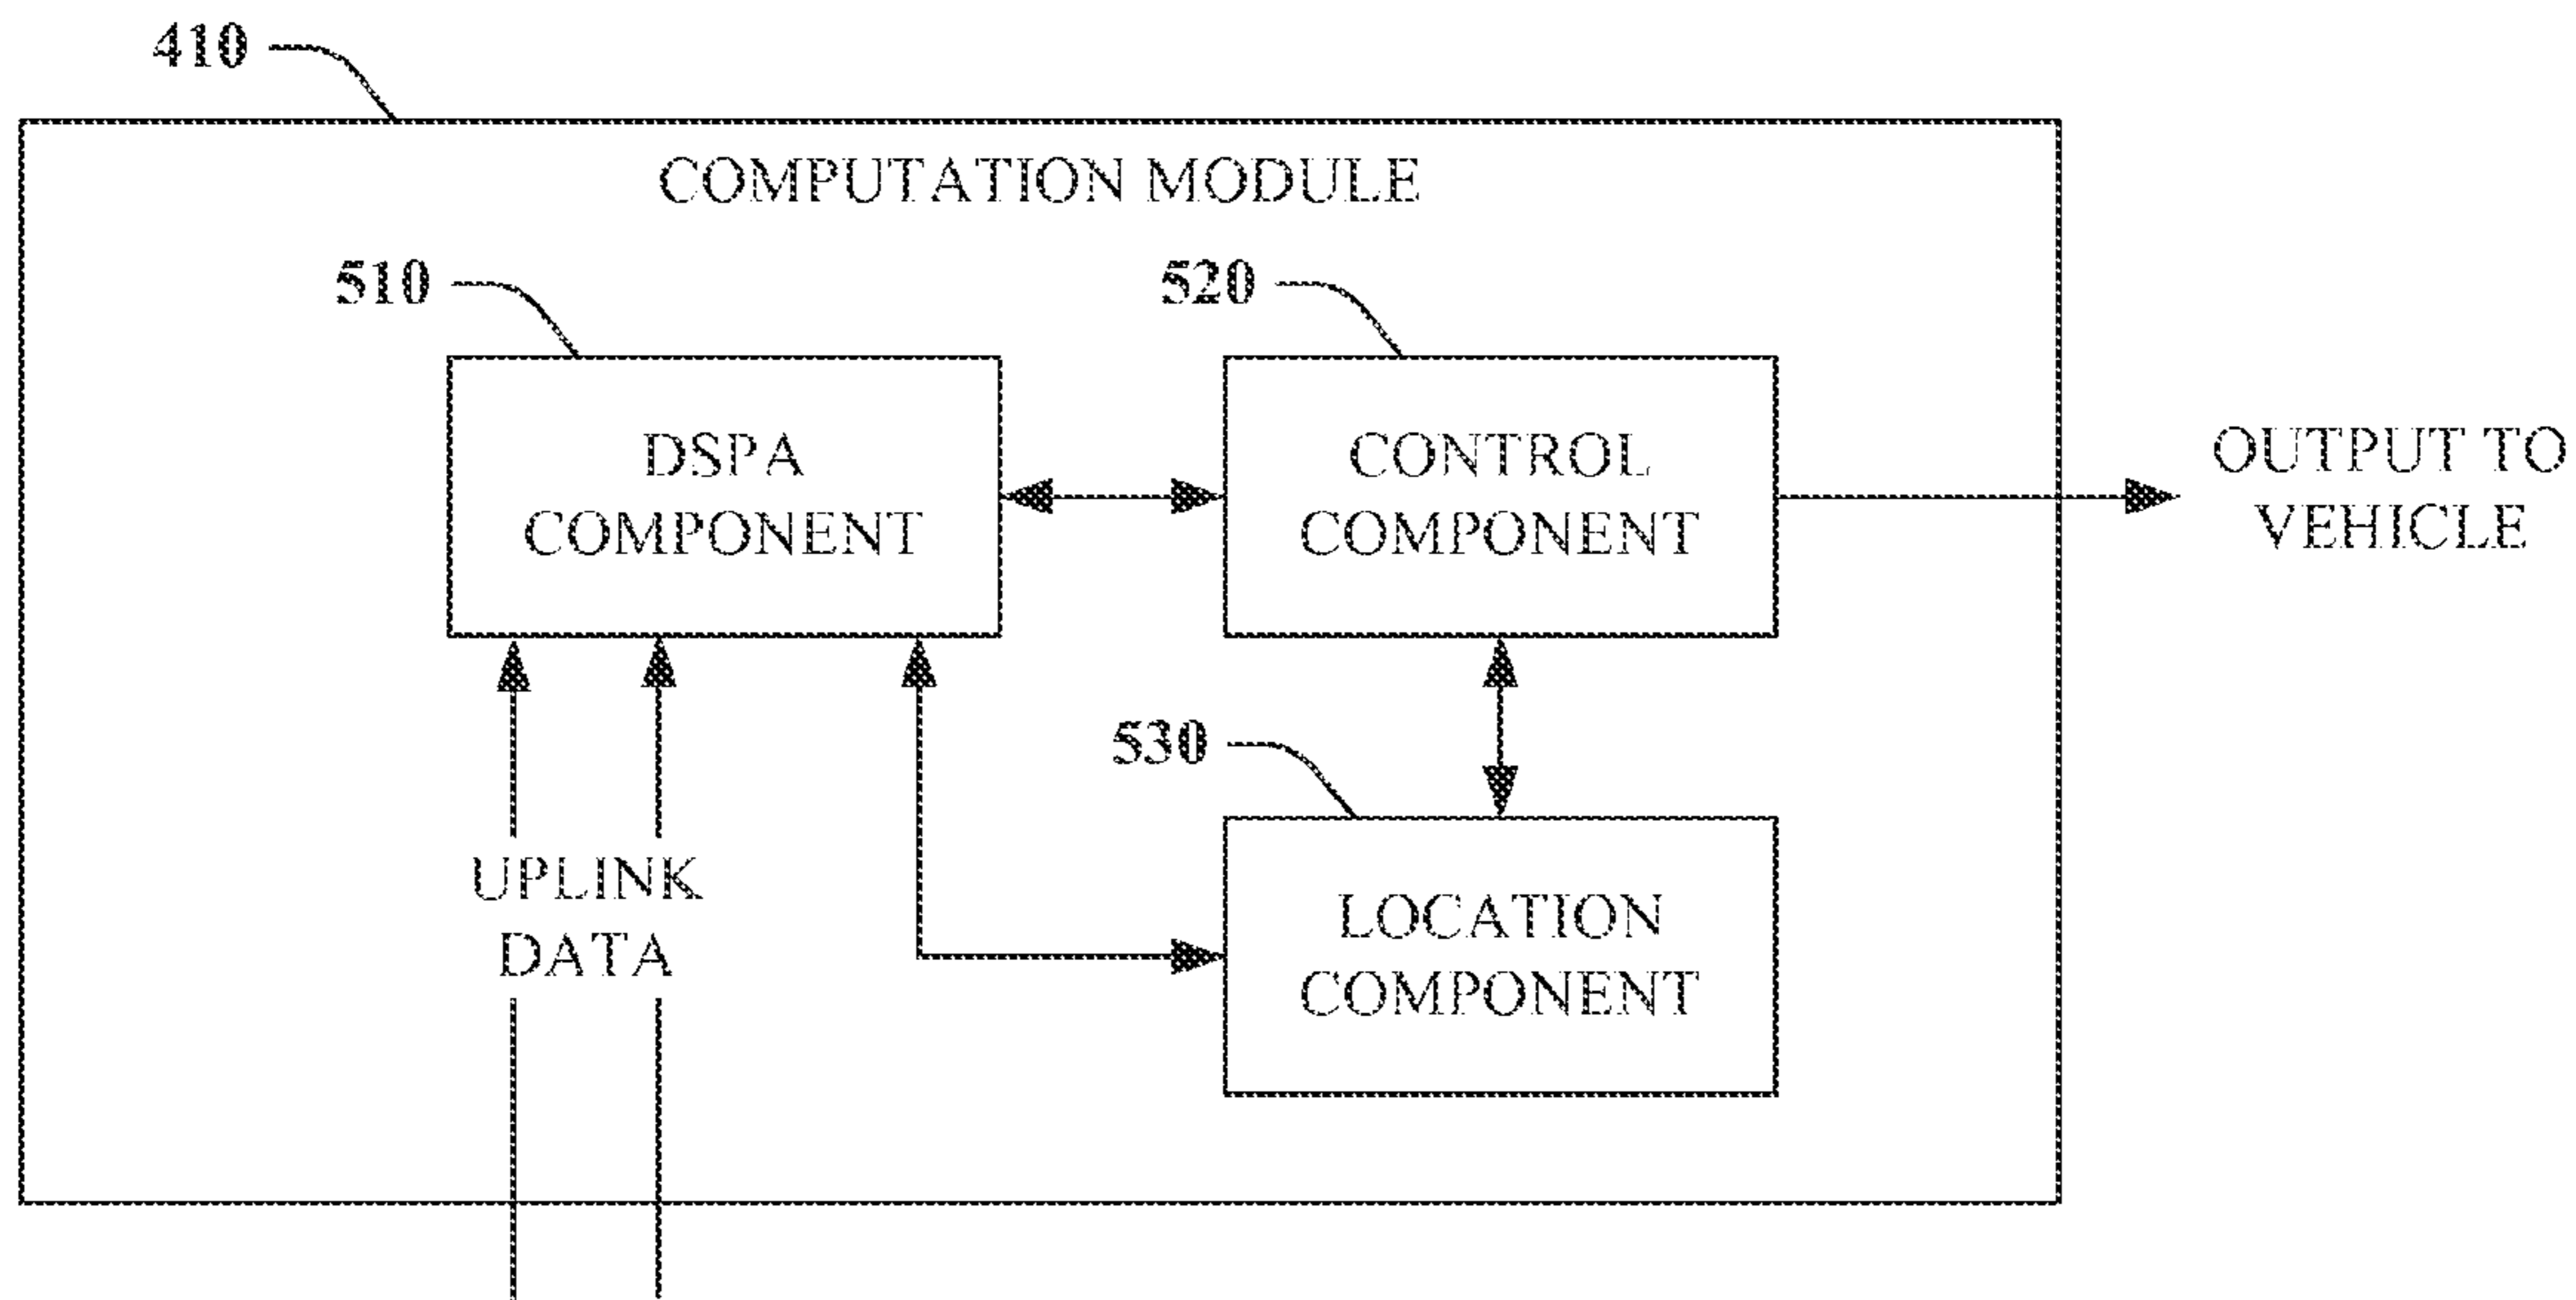 410
COMPUTATION MODULE
510
520
DSPA
COMPONENT
CONTROL
COMPONENT
OUTPUT TO
VEHICLE
530
UPLINK
DATA
LOCATION
COMPONENT